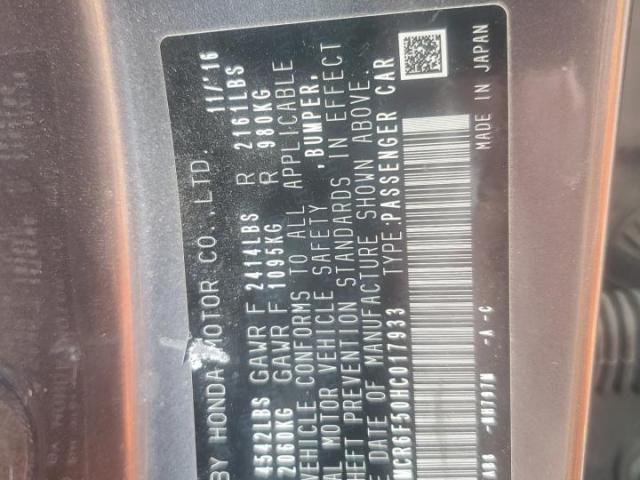 BY HONDA MOTOR CO.,LTD. 11/'16
4542LBS GAWR F 2414LBS R 2161LBS
2060KG GAWR F 1095KG R 980KG
VEHICLE CONFORMS TO ALL APPLICABLE
AL MOTOR VEHICLE SAFETY ,BUMPER,
HEFT PREVENTION STANDARDS IN EFFECT
E DATE OF MANUFACTURE SHOWN ABOVE.
MCR6F50HC017933 TYPE:PASSENGER CAR
-A -C MADE IN JAPAN